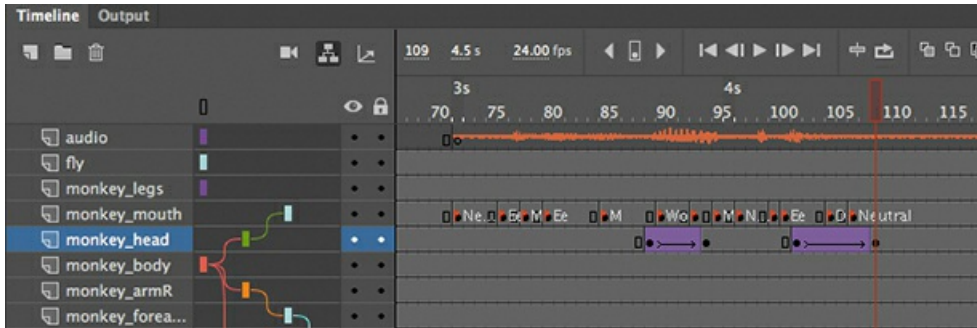 Timeline Output
109 4.5 s 24.00 fps
3s 4s
70 75 80 85 90 95 100 105 110 115
audio
fly
monkey_legs
monkey_mouth Ne... M Ee M Wo M N Ee D Neutral
monkey_head
monkey_body
monkey_armR
monkey_forea...